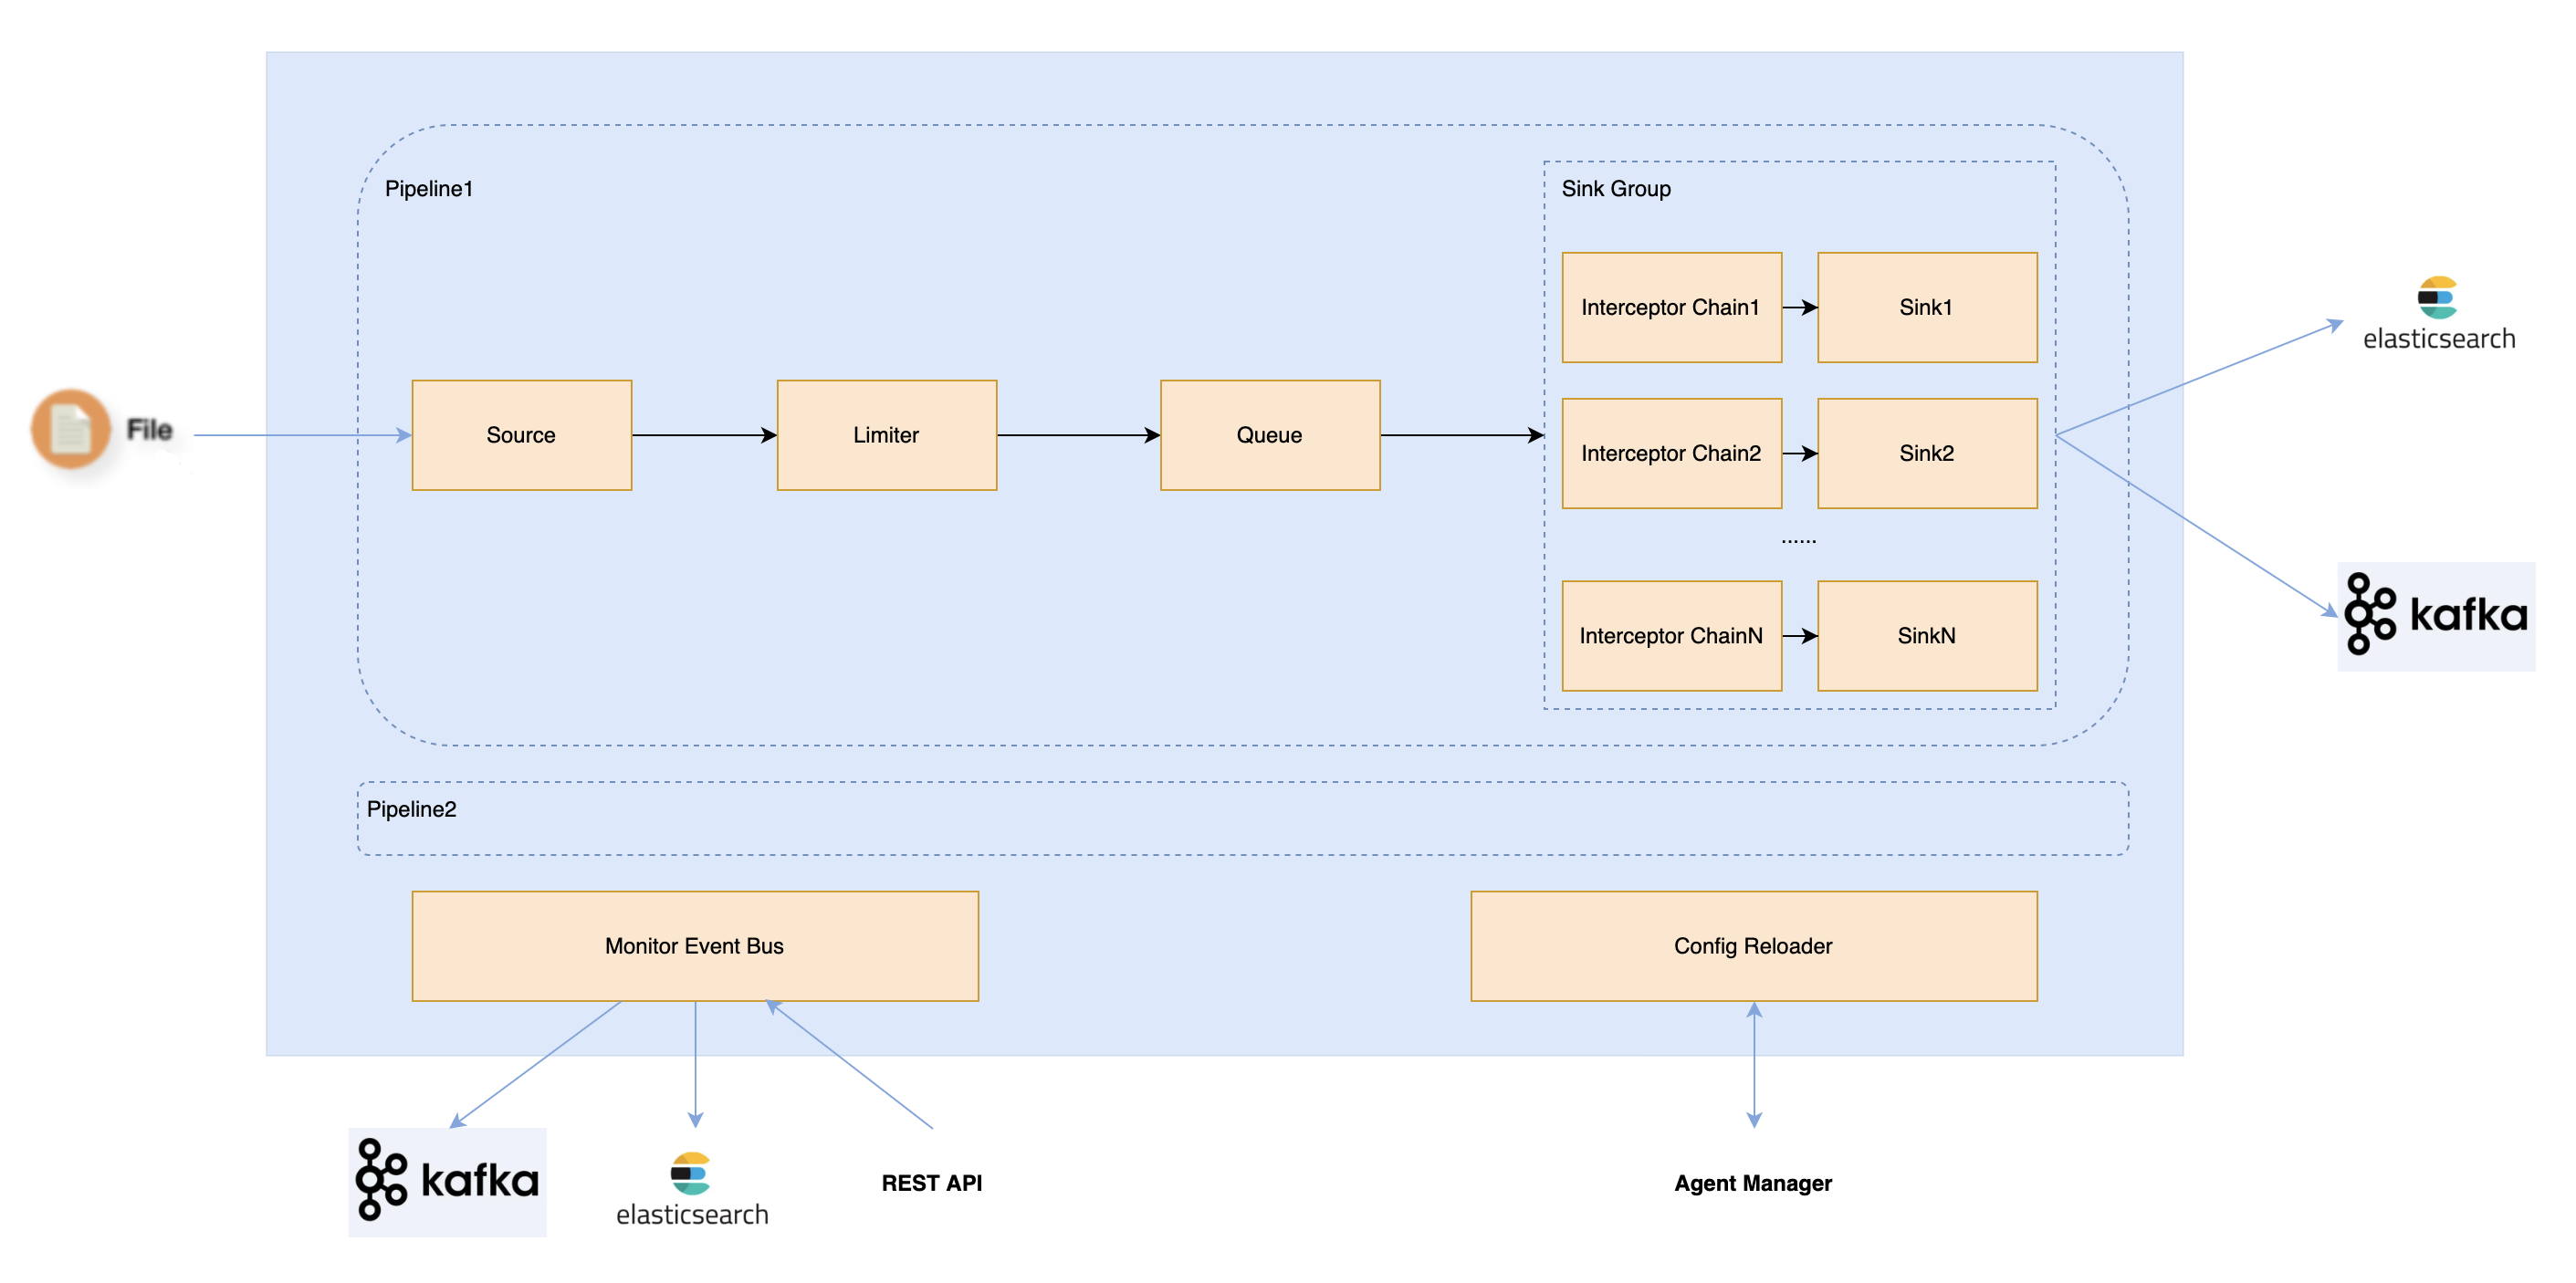 Pipeline1
Sink Group
Interceptor Chain1
Sink1
elasticsearch
File
Source
Limiter
Queue
Interceptor Chain2
Sink2
......
Interceptor ChainN
SinkN
kafka
Pipeline2
Monitor Event Bus
Config Reloader
kafka
elasticsearch
REST API
Agent Manager